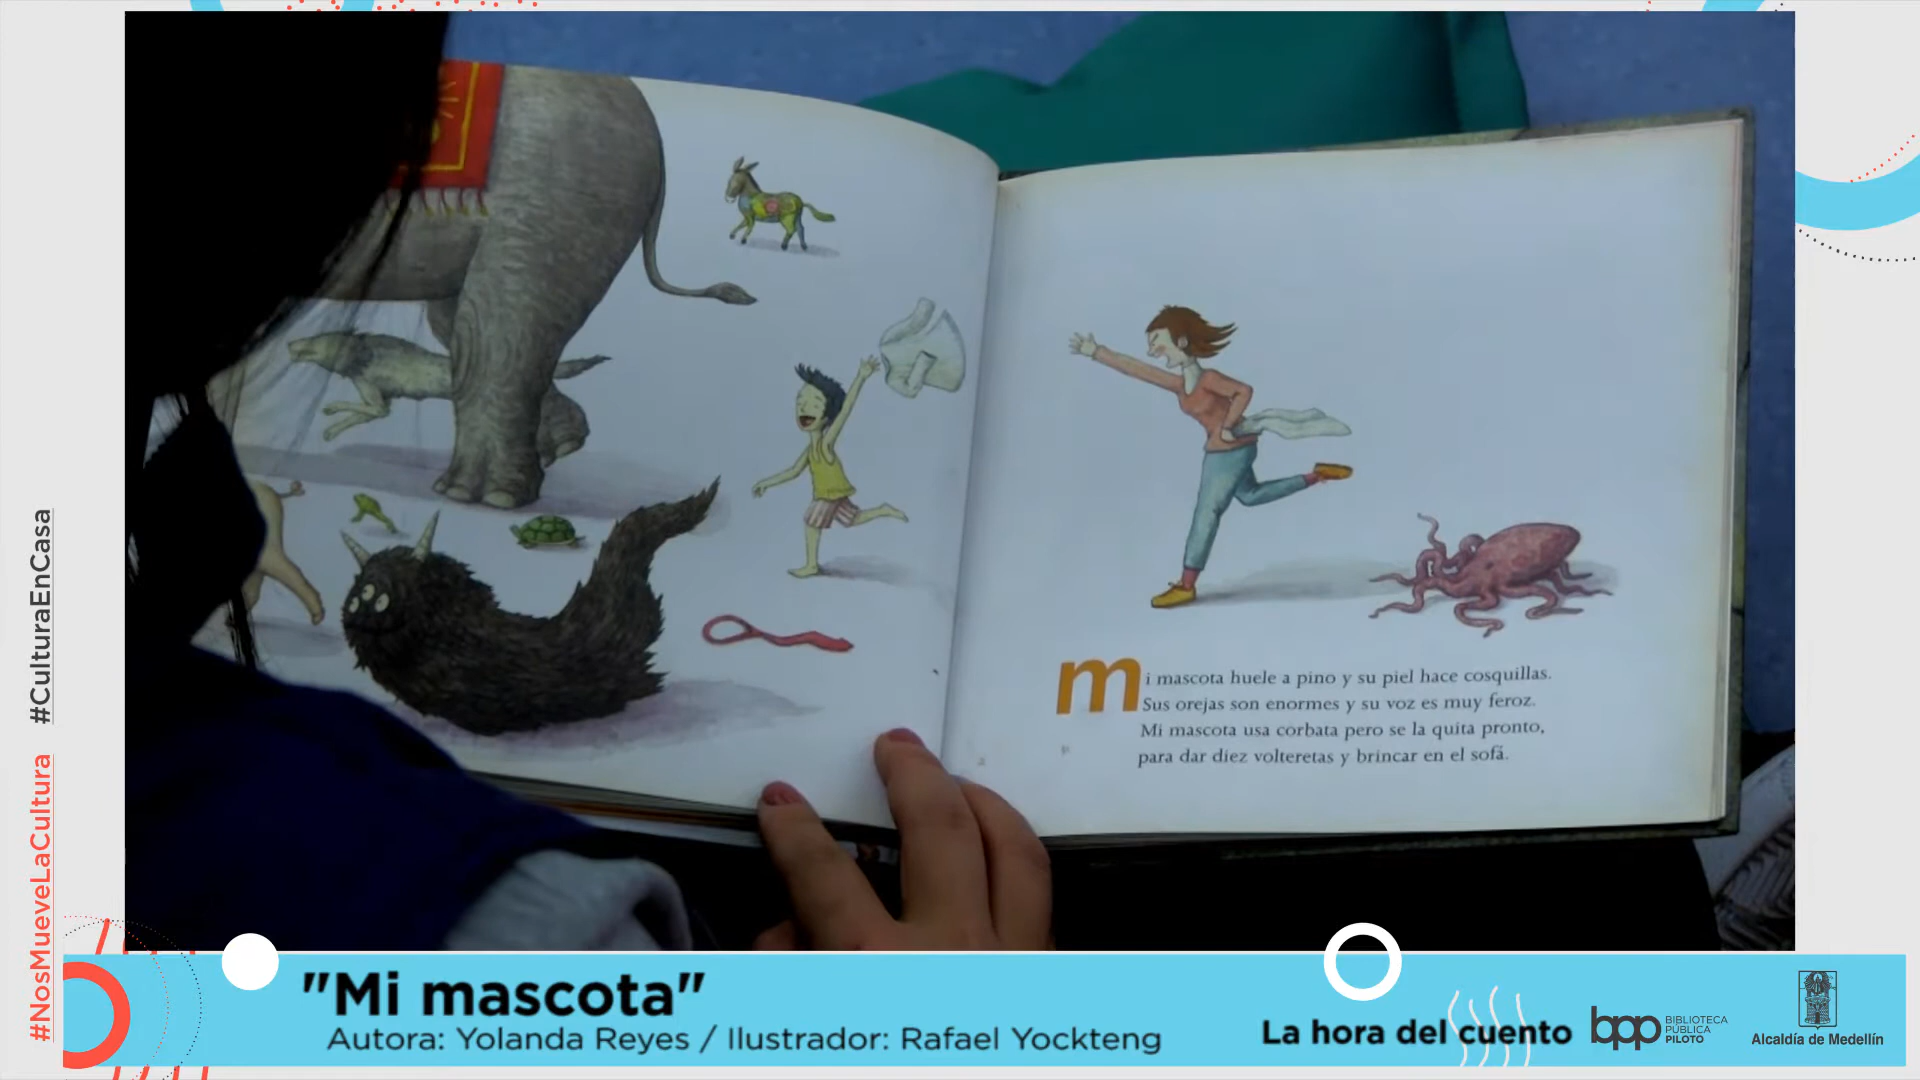 Mi mascota huele a pino y su piel hace cosquillas.
Sus orejas son enormes y su voz es muy feroz.
Mi mascota usa corbata pero se la quita pronto,
para dar diez volteretas y brincar en el sofá.
#NosMueveLaCultura #CulturaEnCasa
"Mi mascota"
Autora: Yolanda Reyes / Ilustrador: Rafael Yockteng
La hora del cuento
bpp
BIBLIOTECA
PÚBLICA
PILOTO
Alcaldía de Medellín